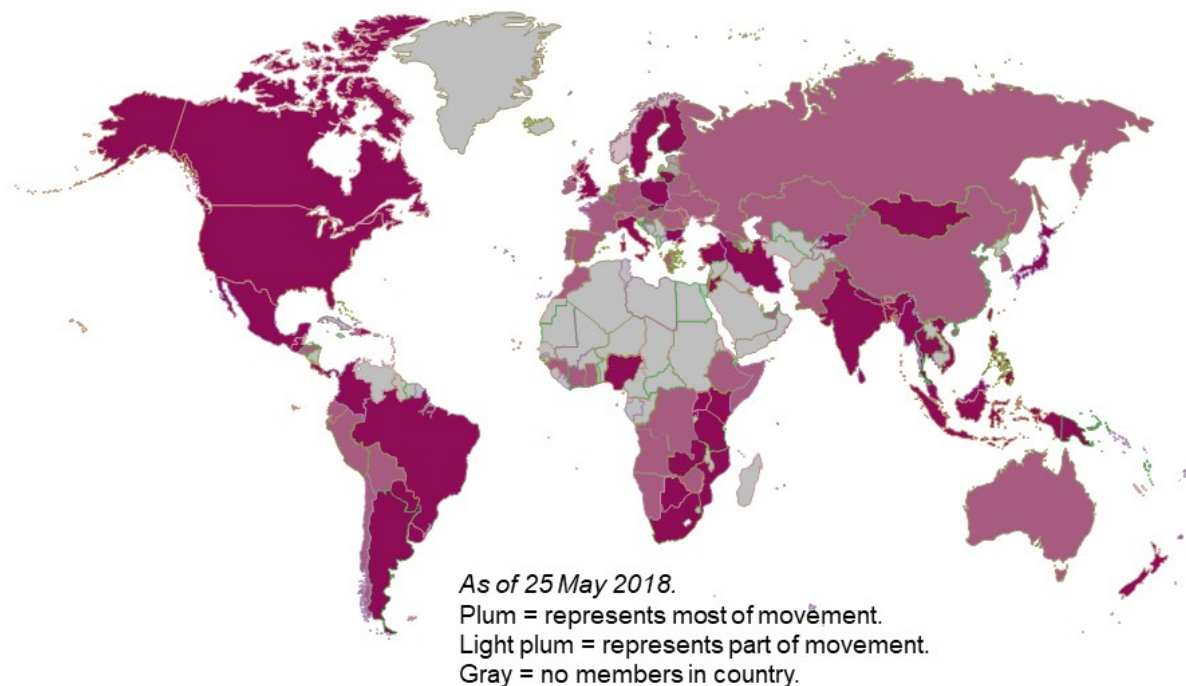 As of 25 May 2018.
Plum = represents most of movement.
Light plum = represents part of movement.
Gray = no members in country.